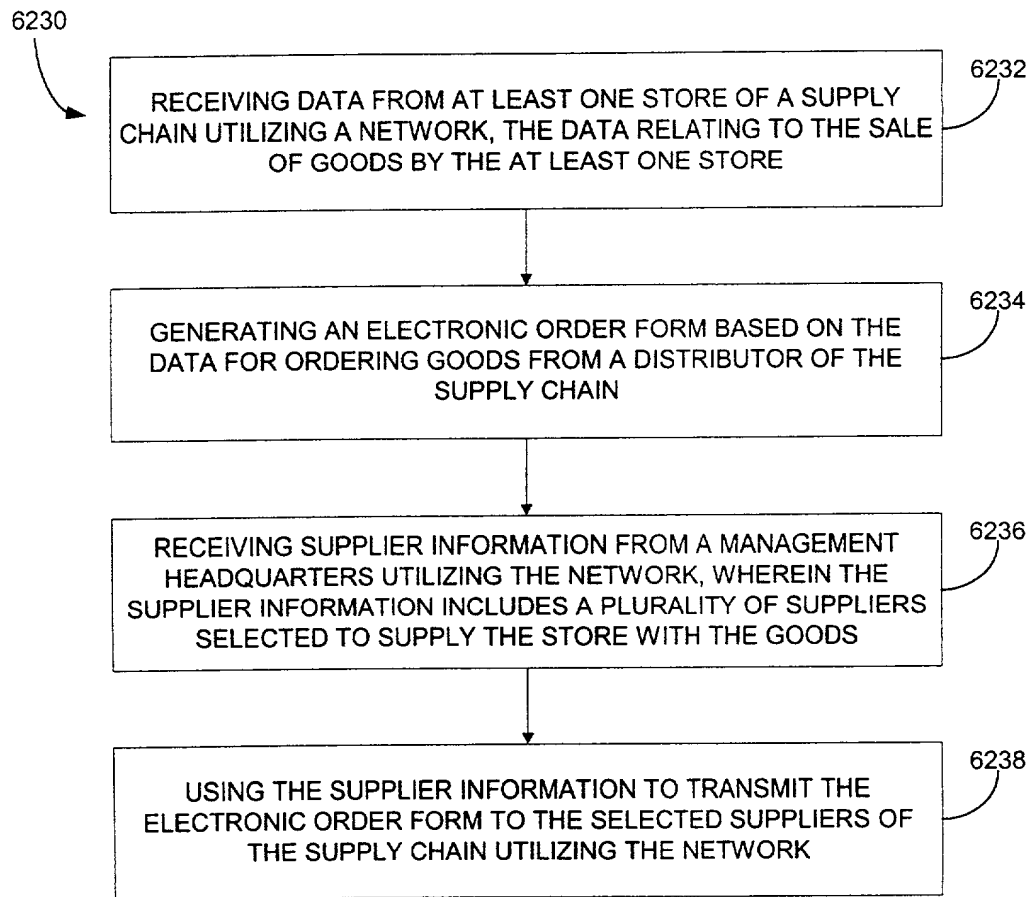 6230
6232
RECEIVING DATA FROM AT LEAST ONE STORE OF A SUPPLY
CHAIN UTILIZING A NETWORK, THE DATA RELATING TO THE SALE
OF GOODS BY THE AT LEAST ONE STORE
6234
GENERATING AN ELECTRONIC ORDER FORM BASED ON THE
DATA FOR ORDERING GOODS FROM A DISTRIBUTOR OF THE
SUPPLY CHAIN
6236
RECEIVING SUPPLIER INFORMATION FROM A MANAGEMENT
HEADQUARTERS UTILIZING THE NETWORK, WHEREIN THE
SUPPLIER INFORMATION INCLUDES A PLURALITY OF SUPPLIERS
SELECTED TO SUPPLY THE STORE WITH THE GOODS
6238
USING THE SUPPLIER INFORMATION TO TRANSMIT THE
ELECTRONIC ORDER FORM TO THE SELECTED SUPPLIERS OF
THE SUPPLY CHAIN UTILIZING THE NETWORK